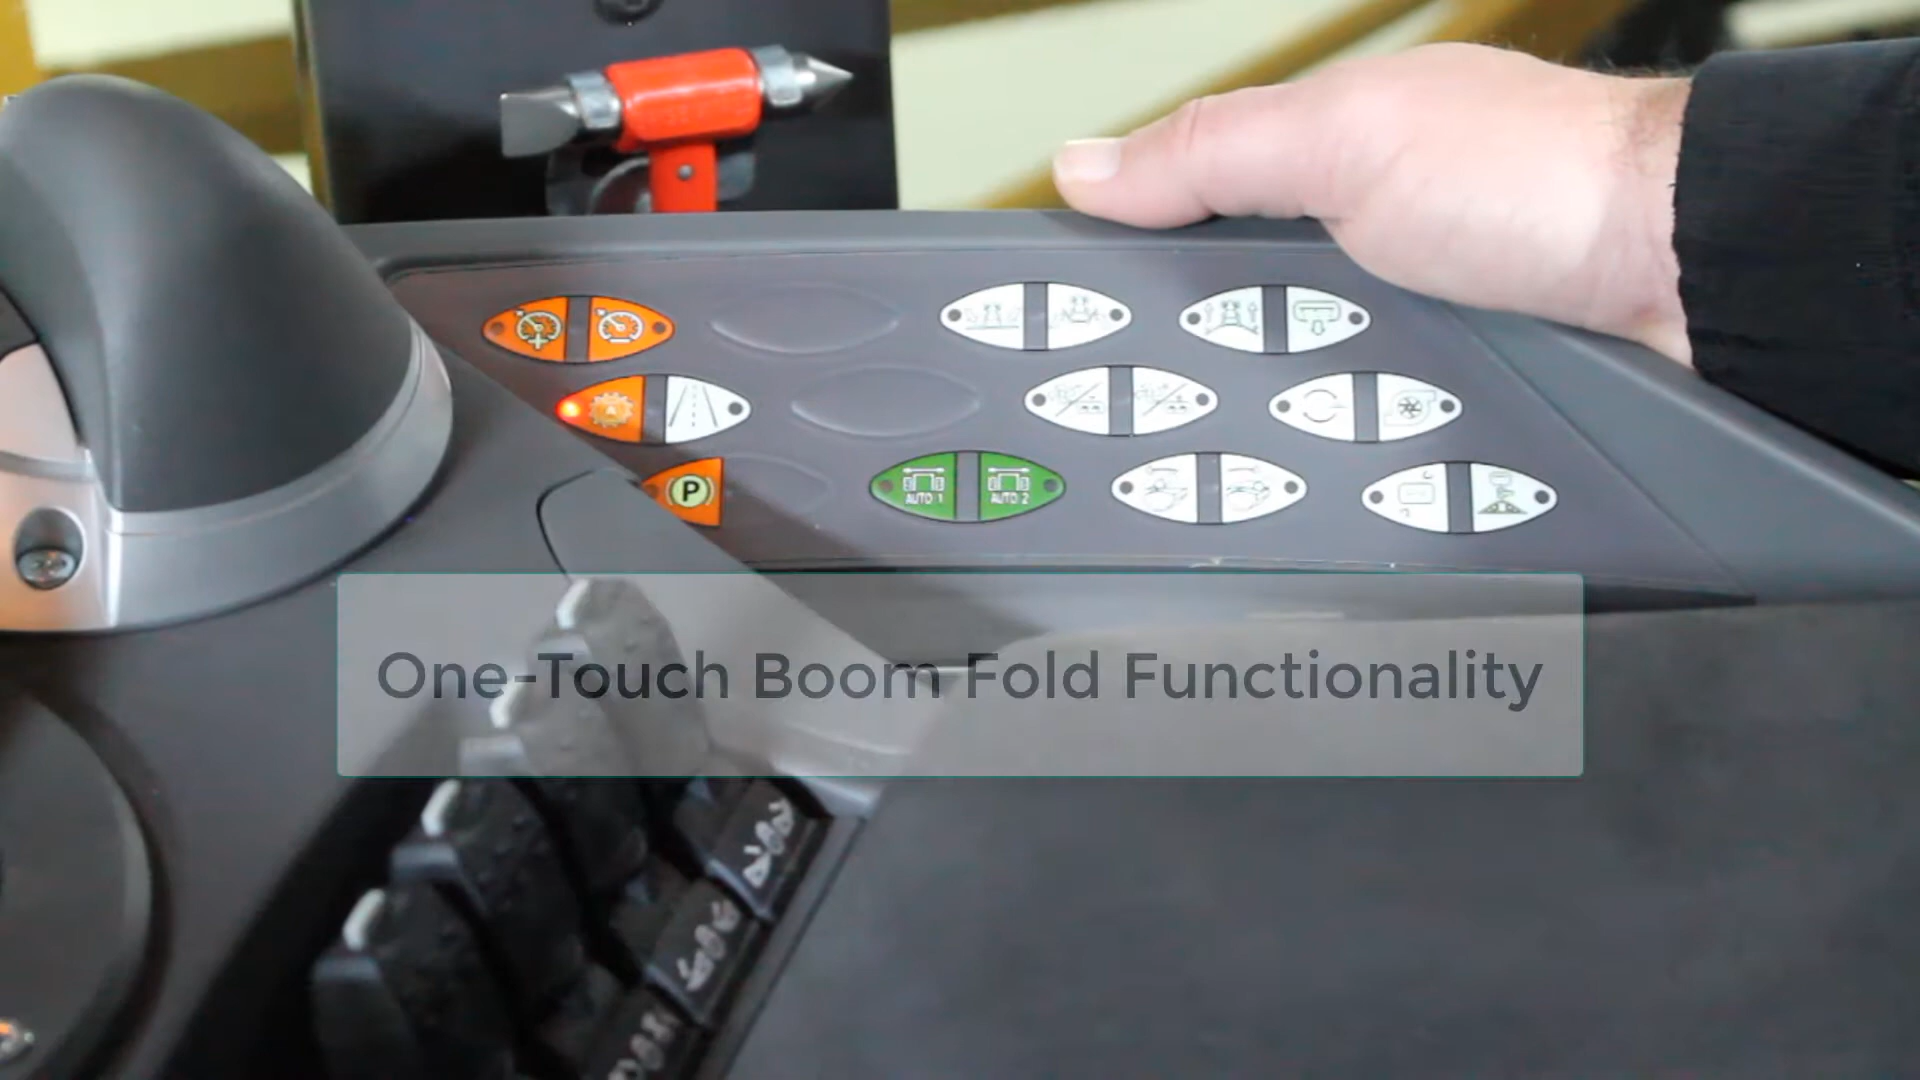 A
P
AUTO 1
AUTO 2
One-Touch Boom Fold Functionality